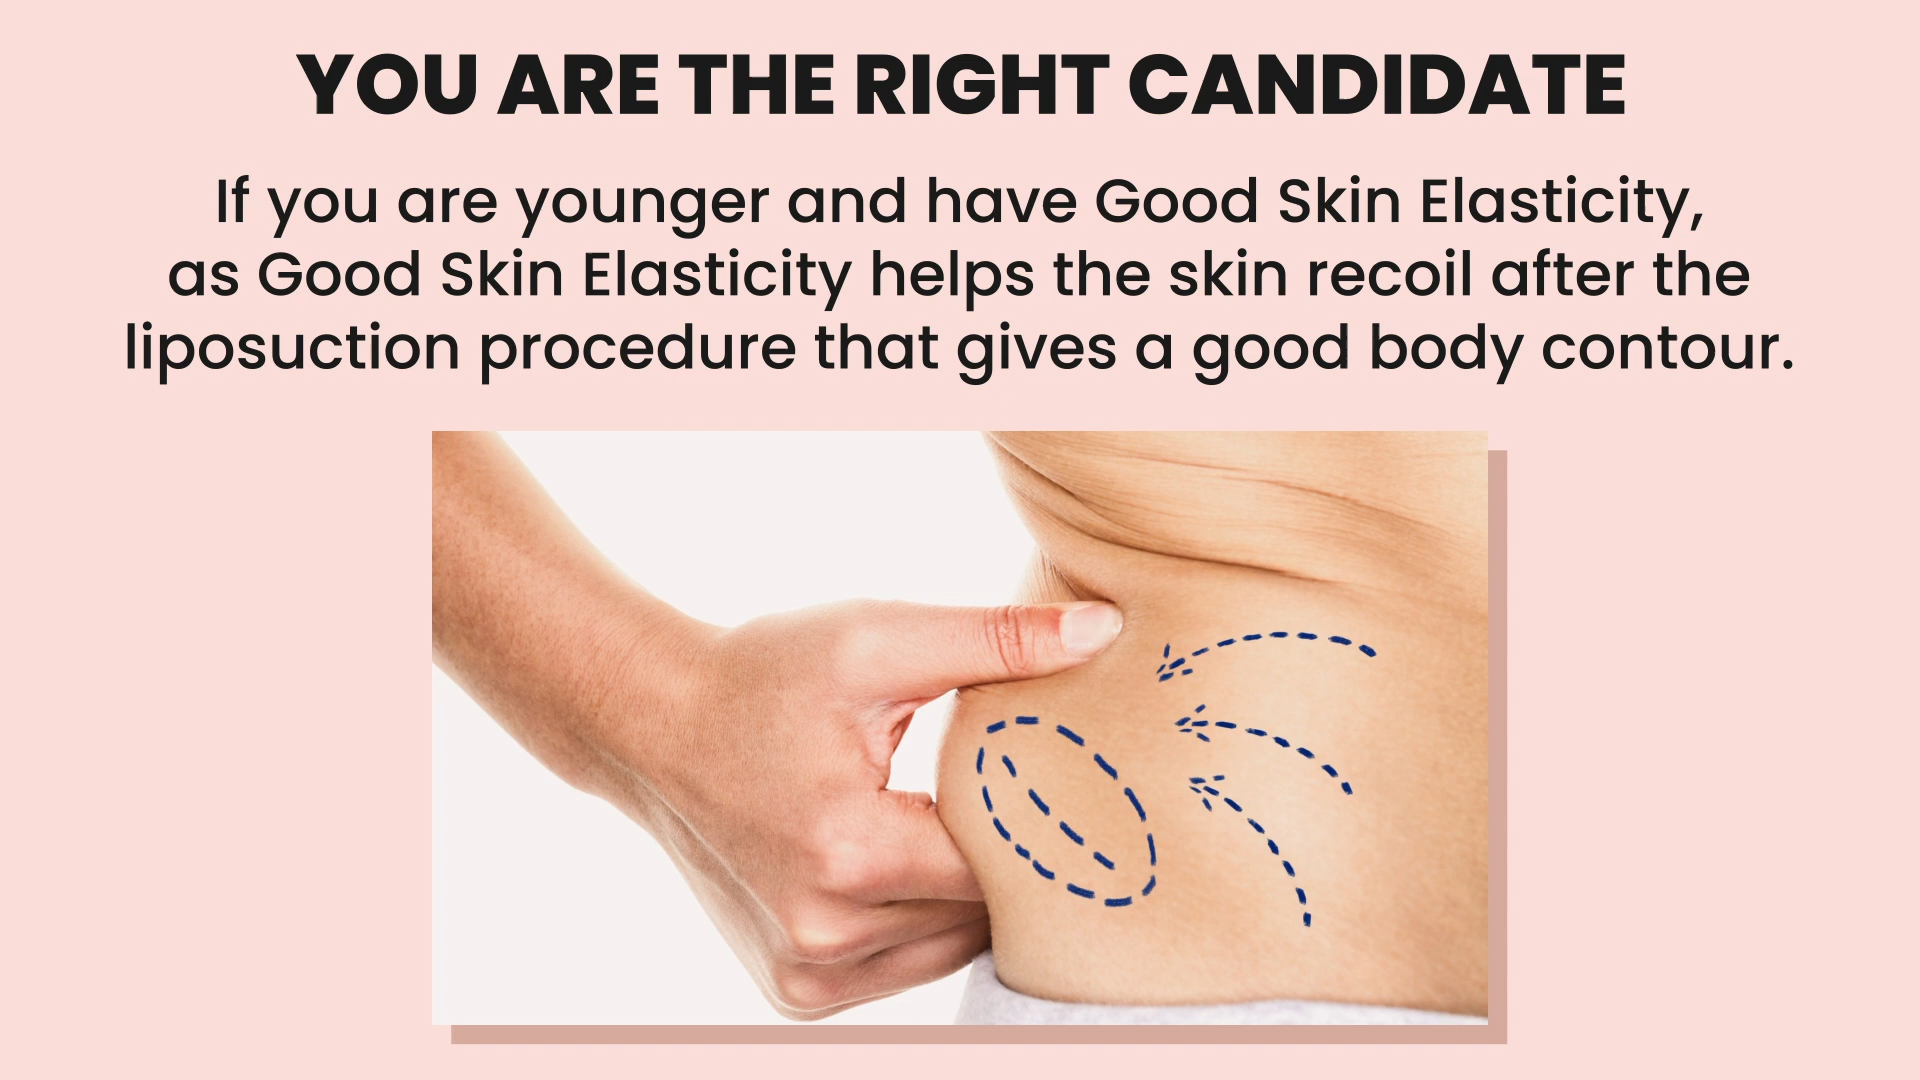 YOU ARE THE RIGHT CANDIDATE
If you are younger and have Good Skin Elasticity,
as Good Skin Elasticity helps the skin recoil after the
liposuction procedure that gives a good body contour.